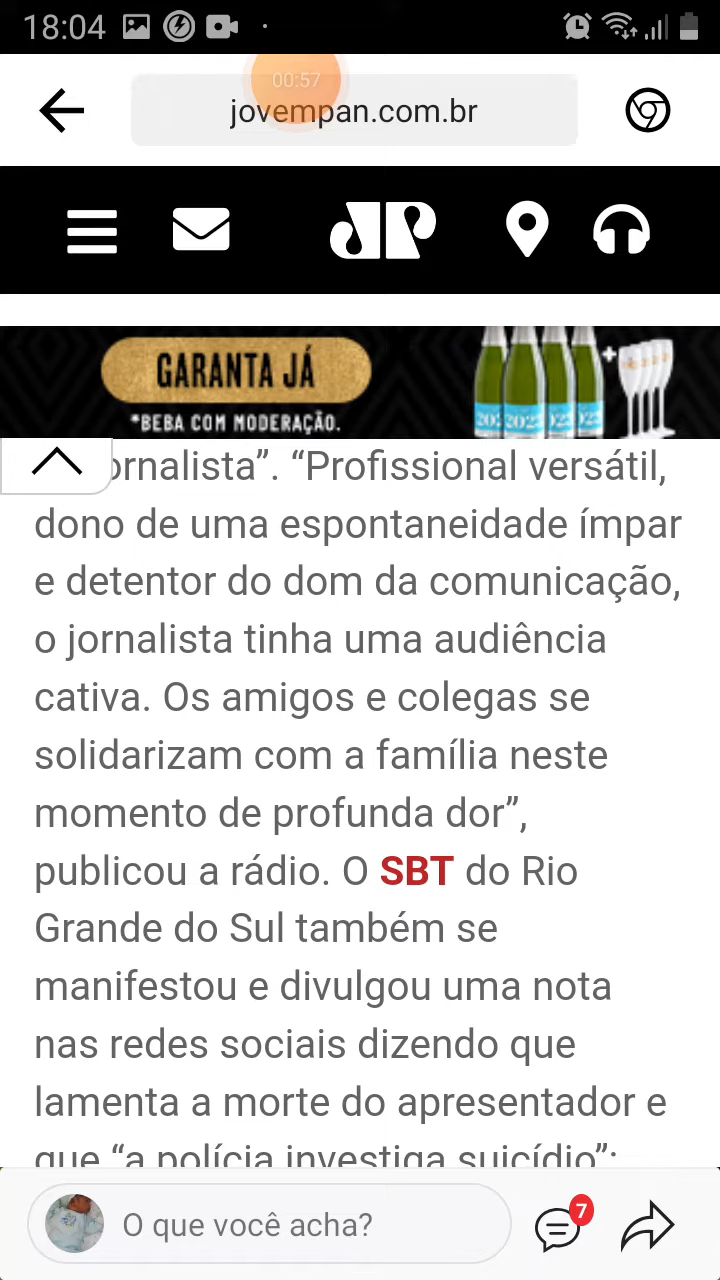 18:04
00:57
jovempan.com.br
JP
GARANTA JÁ
*BEBA COM MODERAÇÃO.
ornalista”. “Profissional versátil,
dono de uma espontaneidade ímpar
e detentor do dom da comunicação,
o jornalista tinha uma audiência
cativa. Os amigos e colegas se
solidarizam com a família neste
momento de profunda dor”,
publicou a rádio. O SBT do Rio
Grande do Sul também se
manifestou e divulgou uma nota
nas redes sociais dizendo que
lamenta a morte do apresentador e
que “a polícia investiga suicídio”:
O que você acha?
7